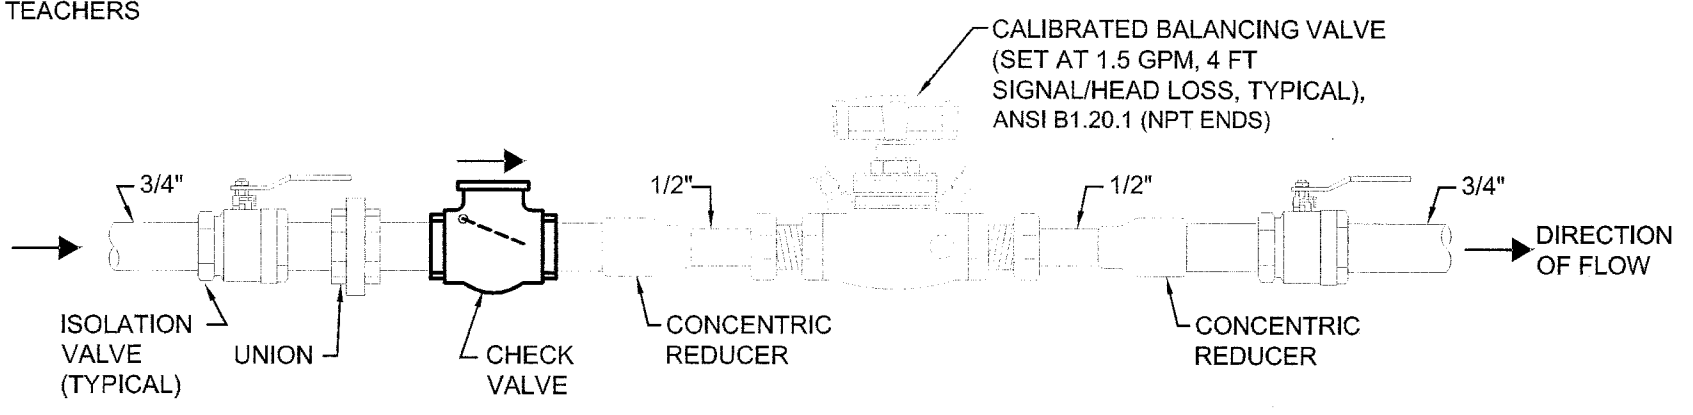 TEACHERS
CALIBRATED BALANCING VALVE
(SET AT 1.5 GPM, 4 FT
SIGNAL/HEAD LOSS, TYPICAL),
ANSI B1.20.1 (NPT ENDS)
3/4"
1/2"
1/2"
3/4"
DIRECTION
OF FLOW
ISOLATION
VALVE
(TYPICAL)
UNION
CHECK
VALVE
CONCENTRIC
REDUCER
CONCENTRIC
REDUCER